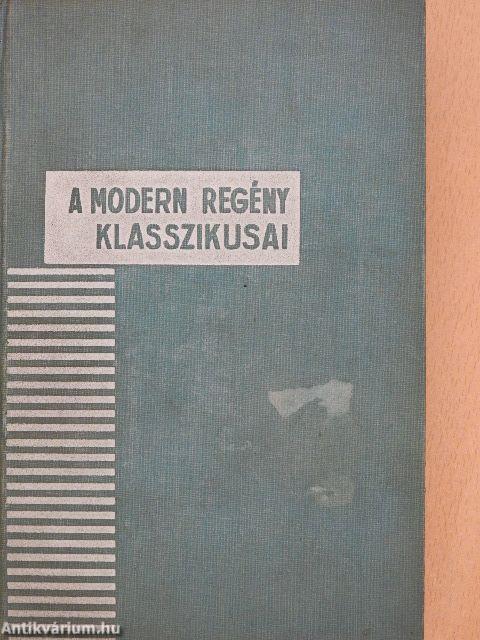 A MODERN REGÉNY
KLASSZIKUSAI
Antikvárium.hu